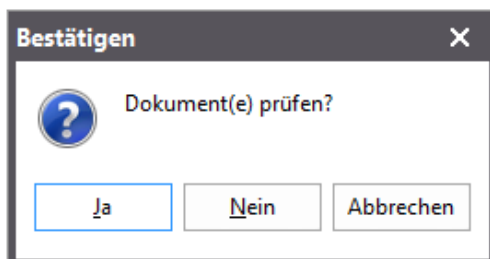 Bestätigen
Dokument(e) prüfen?
Ja
Nein
Abbrechen